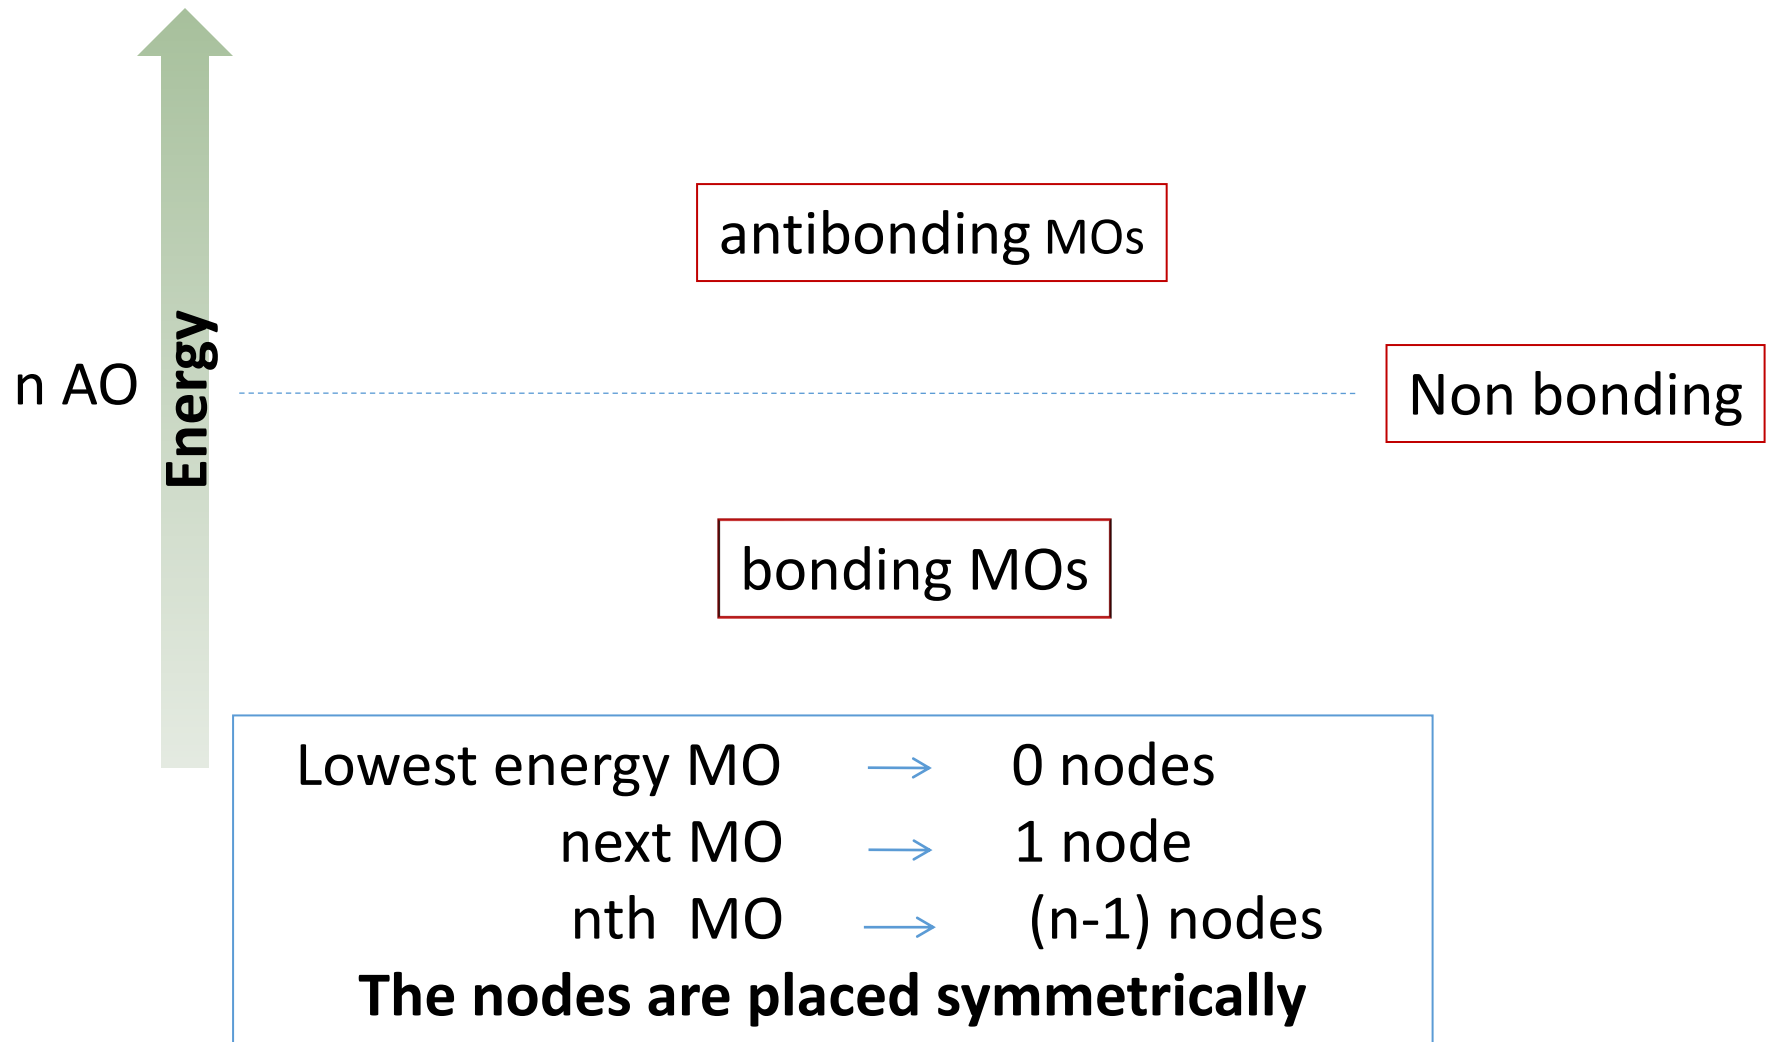 antibonding MOs
n AO
Energy
Non bonding
bonding MOs
Lowest energy MO → 0 nodes
next MO → 1 node
nth MO → (n-1) nodes
The nodes are placed symmetrically